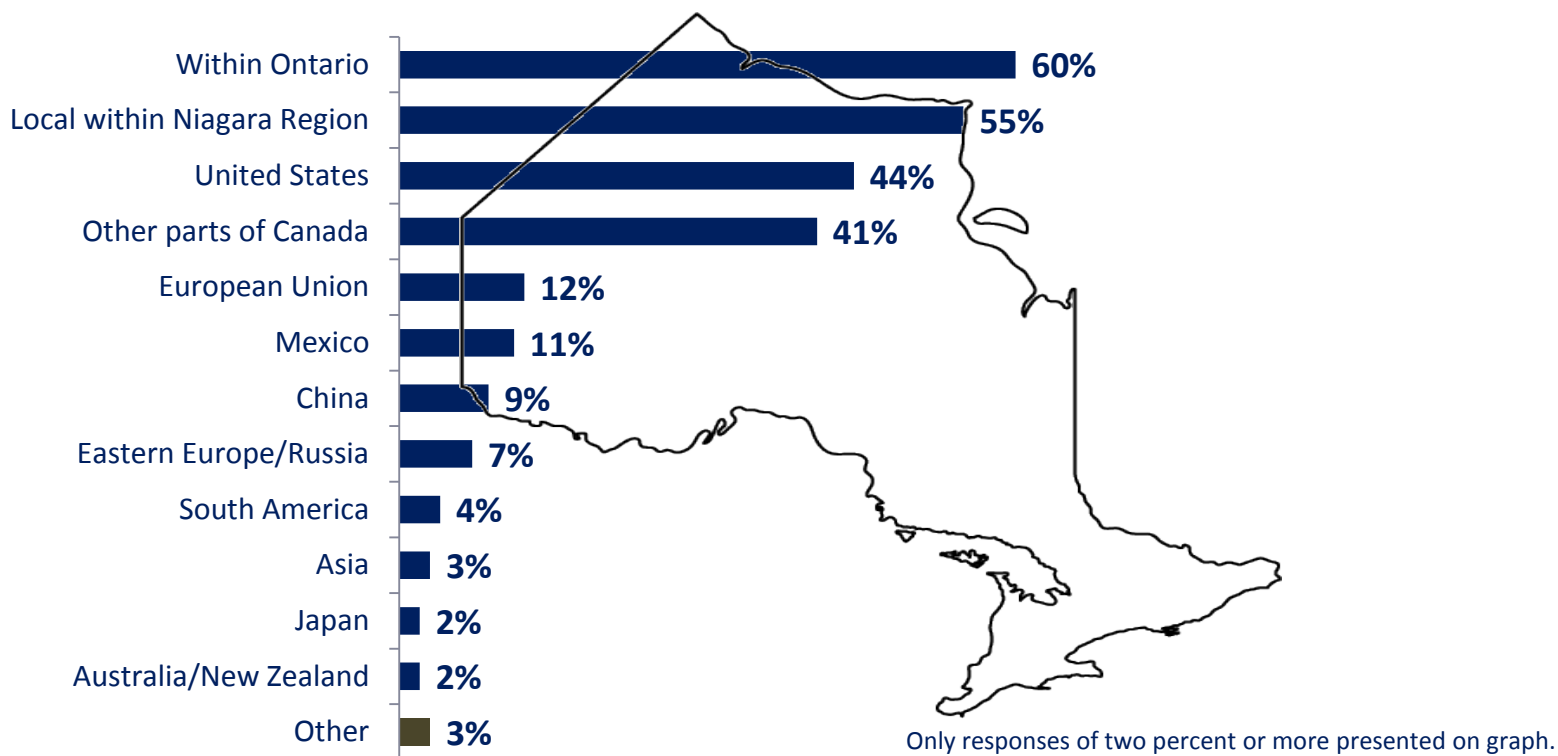 Within Ontario 60%
Local within Niagara Region 55%
United States 44%
Other parts of Canada 41%
European Union 12%
Mexico 11%
China 9%
Eastern Europe/Russia 7%
South America 4%
Asia 3%
Japan 2%
Australia/New Zealand 2%
Other 3%
Only responses of two percent or more presented on graph.